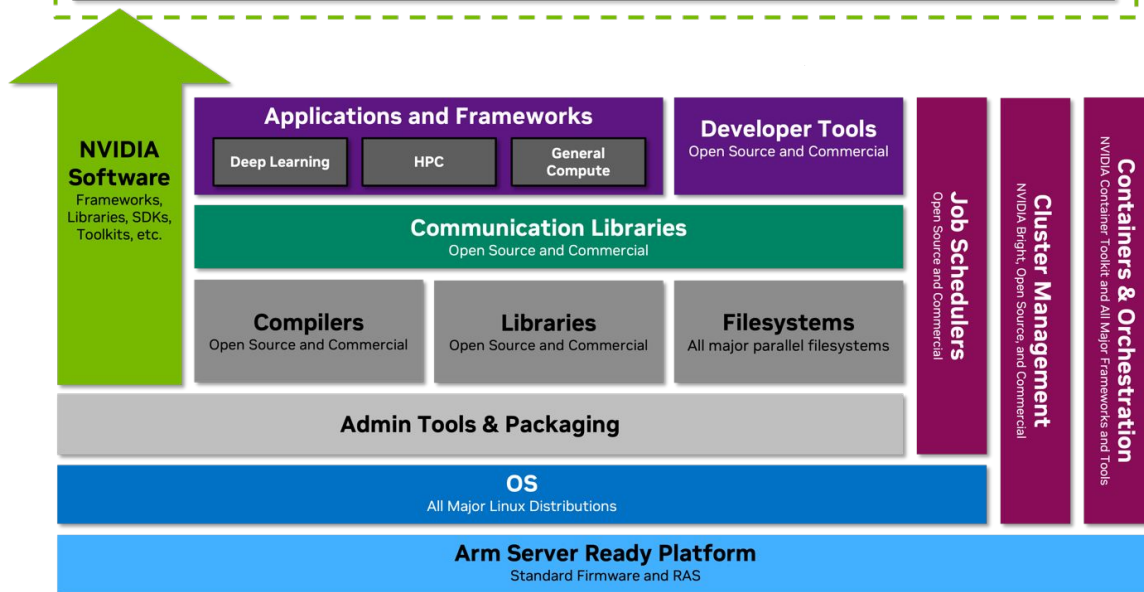 NVIDIA
Software
Frameworks,
Libraries, SDKs,
Toolkits, etc.
Applications and Frameworks
Deep Learning
HPC
General
Compute
Developer Tools
Open Source and Commercial
Communication Libraries
Open Source and Commercial
Compilers
Open Source and Commercial
Libraries
Open Source and Commercial
Filesystems
All major parallel filesystems
Admin Tools & Packaging
OS
All Major Linux Distributions
Arm Server Ready Platform
Standard Firmware and RAS
Job Schedulers
Open Source and Commercial
Cluster Management
NVIDIA Bright, Open Source, and Commercial
Containers & Orchestration
NVIDIA Container Toolkit and All Major Frameworks and Tools